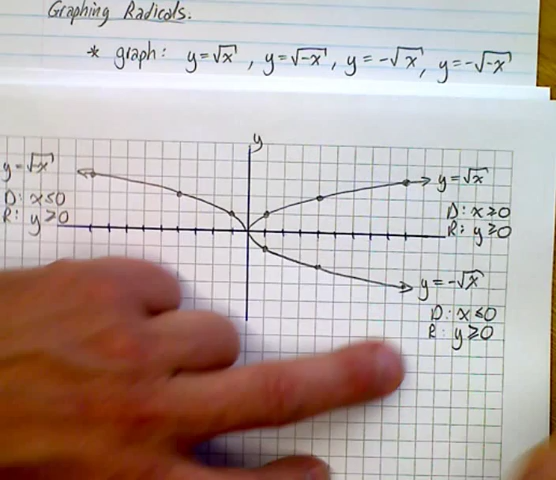 Graphing Radicals.
* graph: y=√x, y=√-x, y=-√x, y=-√-x
y
y=√-x
D: x≤0
R: y≥0
y=√x
D: x≥0
R: y≥0
y=-√x
D: x≤0
R: y≥0